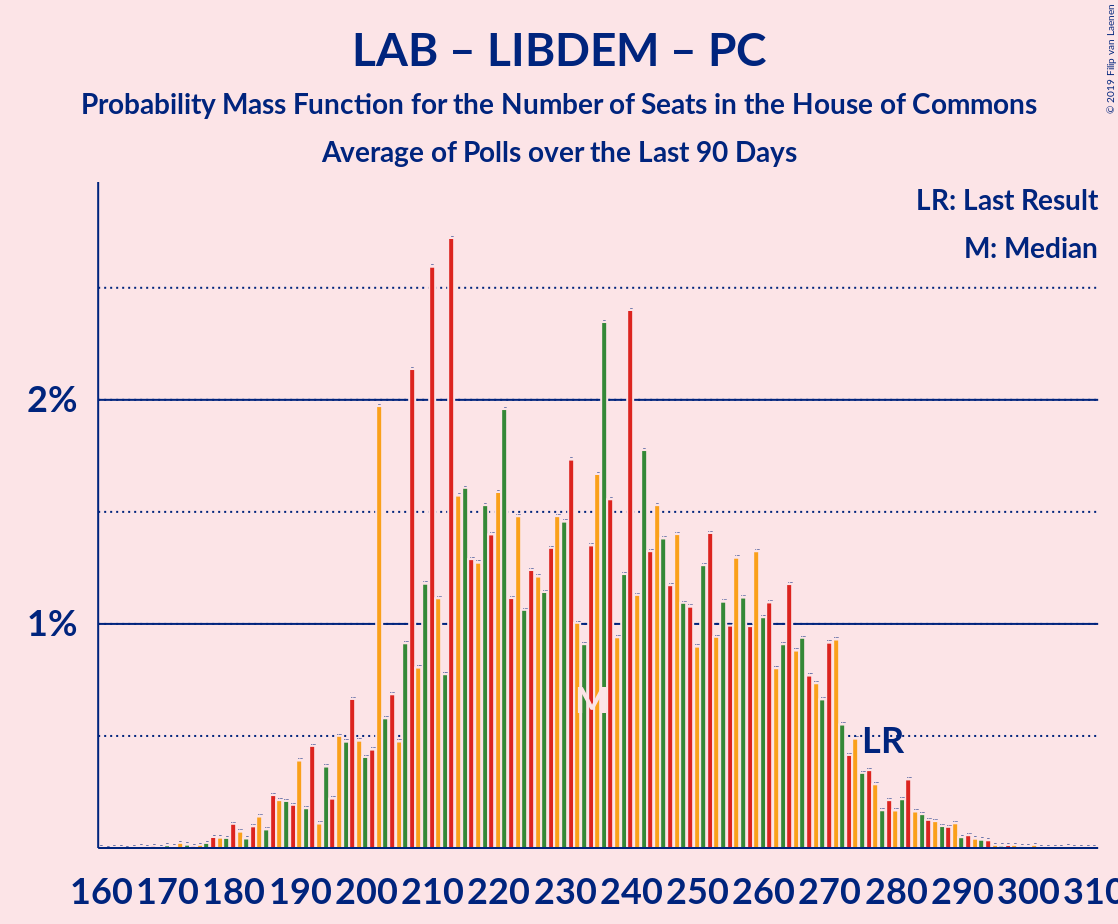 LAB – LIBDEM – PC
Probability Mass Function for the Number of Seats in the House of Commons
Average of Polls over the Last 90 Days
© 2019 Filip van Laenen
LR: Last Result
M: Median
2%
1%
M
LR
160 170 180 190 200 210 220 230 240 250 260 270 280 290 300 310